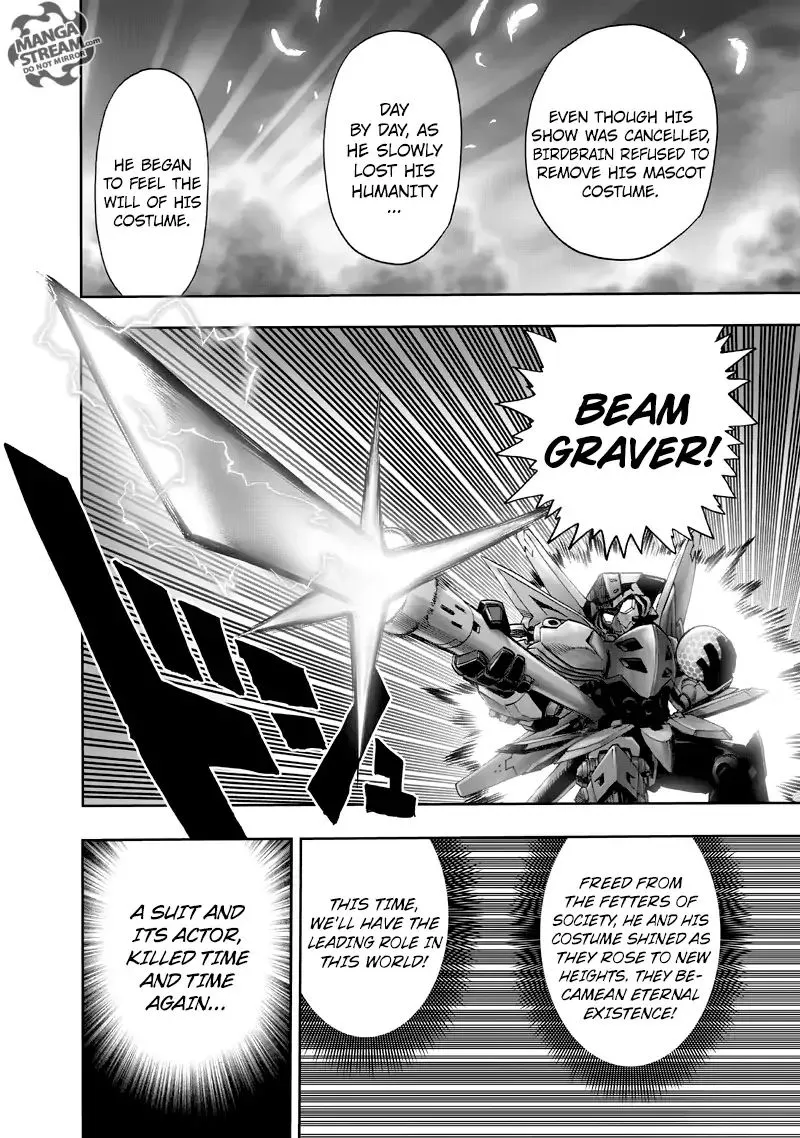 MANGA
STREAM.com
DO NOT MIRROR
EVEN THOUGH HIS
SHOW WAS CANCELLED,
BIRDBRAIN REFUSED TO
REMOVE HIS MASCOT
COSTUME.
DAY
BY DAY, AS
HE SLOWLY
LOST HIS
HUMANITY
...
HE BEGAN
TO FEEL THE
WILL OF HIS
COSTUME.
BEAM
GRAVER!
ドシュ
FREED FROM
THE FETTERS OF
SOCIETY, HE AND HIS
COSTUME SHINED AS
THEY ROSE TO NEW
HEIGHTS. THEY BE-
CAMEAN ETERNAL
EXISTENCE!
THIS TIME,
WE'LL HAVE THE
LEADING ROLE IN
THIS WORLD!
A SUIT AND
ITS ACTOR,
KILLED TIME
AND TIME
AGAIN...